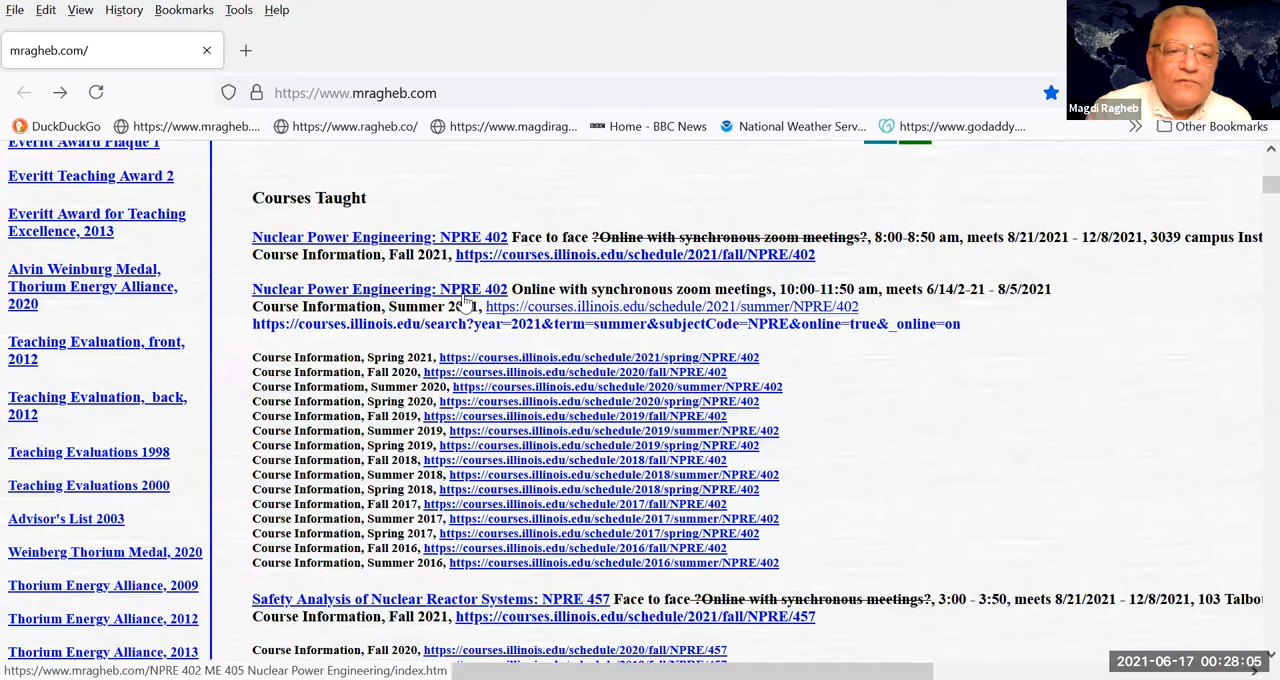 File Edit View History Bookmarks Tools Help
mragheb.com/
https://www.mragheb.com
Magdi Ragheb
DuckDuckGo https://www.mragheb.... https://www.ragheb.co/ https://www.magdirag... Home - BBC News National Weather Serv... https://www.godaddy.... Other Bookmarks
Everitt Award Plaque 1
Everitt Teaching Award 2
Everitt Award for Teaching
Excellence, 2013
Alvin Weinburg Medal,
Thorium Energy Alliance,
2020
Teaching Evaluation, front,
2012
Teaching Evaluation, back,
2012
Teaching Evaluations 1998
Teaching Evaluations 2000
Advisor's List 2003
Weinberg Thorium Medal, 2020
Thorium Energy Alliance, 2009
Thorium Energy Alliance, 2012
Thorium Energy Alliance, 2013
Courses Taught
Nuclear Power Engineering: NPRE 402 Face to face ?Online with synchronous zoom meetings?, 8:00-8:50 am, meets 8/21/2021 - 12/8/2021, 3039 campus Inst
Course Information, Fall 2021, https://courses.illinois.edu/schedule/2021/fall/NPRE/402
Nuclear Power Engineering: NPRE 402 Online with synchronous zoom meetings, 10:00-11:50 am, meets 6/14/2-21 - 8/5/2021
Course Information, Summer 2021, https://courses.illinois.edu/schedule/2021/summer/NPRE/402
https://courses.illinois.edu/search?year=2021&term=summer&subjectCode=NPRE&online=true&_online=on
Course Information, Spring 2021, https://courses.illinois.edu/schedule/2021/spring/NPRE/402
Course Information, Fall 2020, https://courses.illinois.edu/schedule/2020/fall/NPRE/402
Course Information, Summer 2020, https://courses.illinois.edu/schedule/2020/summer/NPRE/402
Course Information, Spring 2020, https://courses.illinois.edu/schedule/2020/spring/NPRE/402
Course Information, Fall 2019, https://courses.illinois.edu/schedule/2019/fall/NPRE/402
Course Information, Summer 2019, https://courses.illinois.edu/schedule/2019/summer/NPRE/402
Course Information, Spring 2019, https://courses.illinois.edu/schedule/2019/spring/NPRE/402
Course Information, Fall 2018, https://courses.illinois.edu/schedule/2018/fall/NPRE/402
Course Information, Summer 2018, https://courses.illinois.edu/schedule/2018/summer/NPRE/402
Course Information, Spring 2018, https://courses.illinois.edu/schedule/2018/spring/NPRE/402
Course Information, Fall 2017, https://courses.illinois.edu/schedule/2017/fall/NPRE/402
Course Information, Summer 2017, https://courses.illinois.edu/schedule/2017/summer/NPRE/402
Course Information, Spring 2017, https://courses.illinois.edu/schedule/2017/spring/NPRE/402
Course Information, Fall 2016, https://courses.illinois.edu/schedule/2016/fall/NPRE/402
Course Information, Summer 2016, https://courses.illinois.edu/schedule/2016/summer/NPRE/402
Safety Analysis of Nuclear Reactor Systems: NPRE 457 Face to face ?Online with synchronous meetings?, 3:00 - 3:50, meets 8/21/2021 - 12/8/2021, 103 Talbo
Course Information, Fall 2021, https://courses.illinois.edu/schedule/2021/fall/NPRE/457
Course Information, Fall 2020, https://courses.illinois.edu/schedule/2020/fall/NPRE/457
https://www.mragheb.com/NPRE 402 ME 405 Nuclear Power Engineering/index.htm
2021-06-17 00:28:05